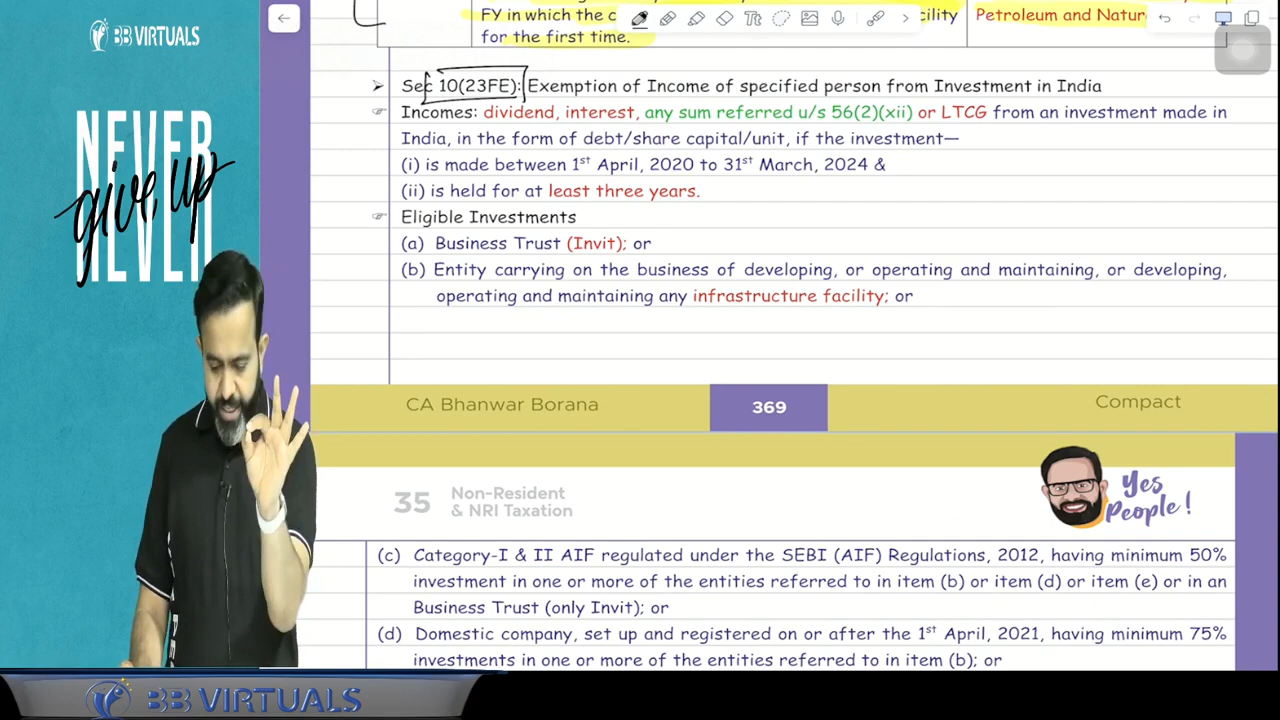 BB VIRTUALS
NEVER
give up
NEVER
FY in which the c
cility
for the first time.
Petroleum and Natur
➤ Sec 10(23FE): Exemption of Income of specified person from Investment in India
☞ Incomes: dividend, interest, any sum referred u/s 56(2)(xii) or LTCG from an investment made in
India, in the form of debt/share capital/unit, if the investment—
(i) is made between 1st April, 2020 to 31st March, 2024 &
(ii) is held for at least three years.
☞ Eligible Investments
(a) Business Trust (Invit); or
(b) Entity carrying on the business of developing, or operating and maintaining, or developing,
operating and maintaining any infrastructure facility; or
CA Bhanwar Borana
369
Compact
35
Non-Resident
& NRI Taxation
Yes
People !
(c) Category-I & II AIF regulated under the SEBI (AIF) Regulations, 2012, having minimum 50%
investment in one or more of the entities referred to in item (b) or item (d) or item (e) or in an
Business Trust (only Invit); or
(d) Domestic company, set up and registered on or after the 1st April, 2021, having minimum 75%
investments in one or more of the entities referred to in item (b); or
BB VIRTUALS